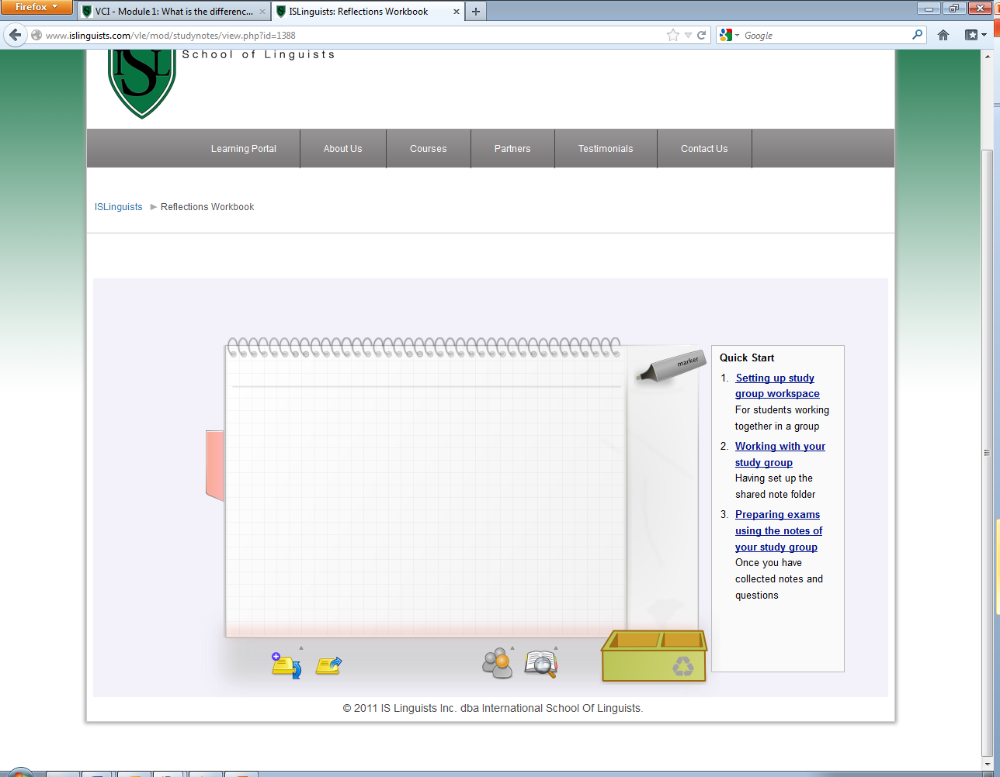 Firefox
VCI - Module 1: What is the differenc...
ISLinguists: Reflections Workbook
www.islinguists.com/vle/mod/studynotes/view.php?id=1388
Google
ISL
School of Linguists
Learning Portal
About Us
Courses
Partners
Testimonials
Contact Us
ISLinguists ► Reflections Workbook
marker
Quick Start
1. Setting up study
group workspace
For students working
together in a group
2. Working with your
study group
Having set up the
shared note folder
3. Preparing exams
using the notes of
your study group
Once you have
collected notes and
questions
© 2011 IS Linguists Inc. dba International School Of Linguists.